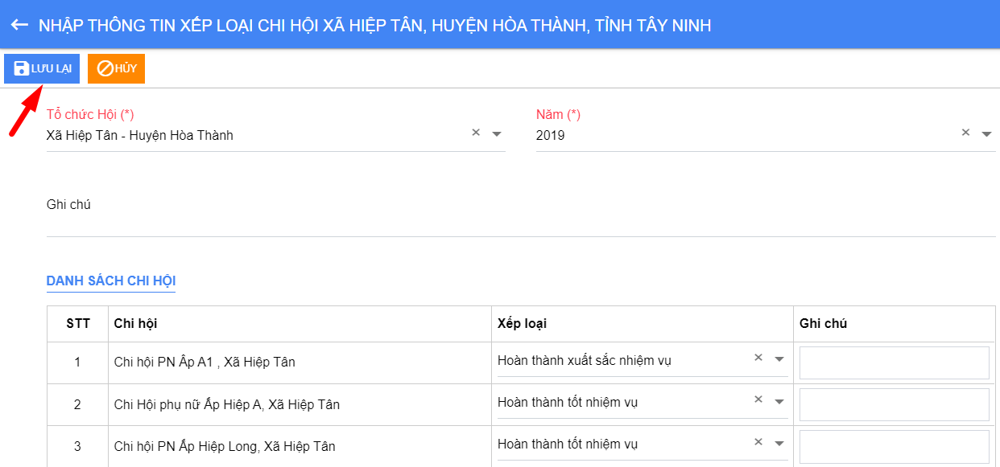 NHẬP THÔNG TIN XẾP LOẠI CHI HỘI XÃ HIỆP TÂN, HUYỆN HÒA THÀNH, TỈNH TÂY NINH
LƯU LẠI HỦY
Tổ chức Hội (*) Năm (*)
Xã Hiệp Tân - Huyện Hòa Thành 2019
Ghi chú
DANH SÁCH CHI HỘI
STT Chi hội Xếp loại Ghi chú
1 Chi hội PN Ấp A1 , Xã Hiệp Tân Hoàn thành xuất sắc nhiệm vụ
2 Chi Hội phụ nữ Ấp Hiệp A, Xã Hiệp Tân Hoàn thành tốt nhiệm vụ
3 Chi hội PN Ấp Hiệp Long, Xã Hiệp Tân Hoàn thành tốt nhiệm vụ